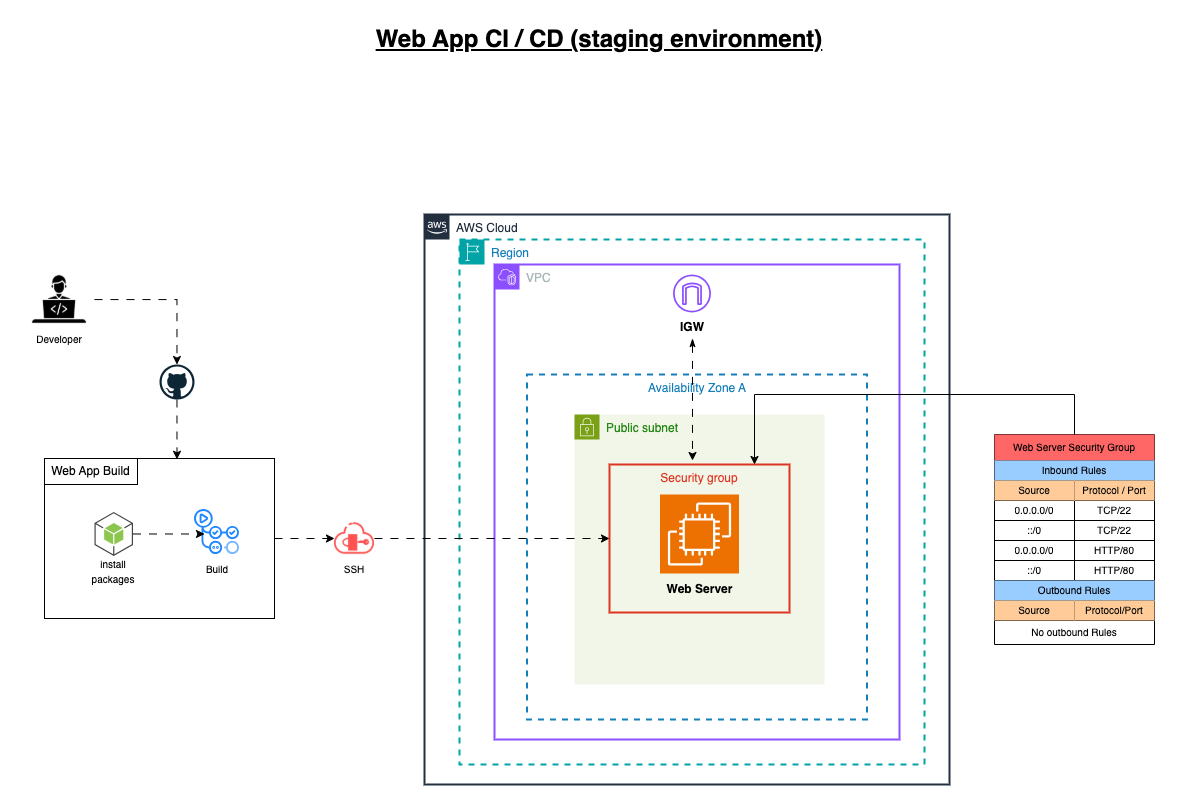 Web App CI / CD (staging environment)
aws
AWS Cloud
Region
VPC
IGW
</>
Developer
Availability Zone A
Public subnet
Web App Build
Security group
Web Server
install
packages
Build
SSH
Web Server Security Group
Inbound Rules
Source Protocol / Port
0.0.0.0/0 TCP/22
::/0 TCP/22
0.0.0.0/0 HTTP/80
::/0 HTTP/80
Outbound Rules
Source Protocol/Port
No outbound Rules